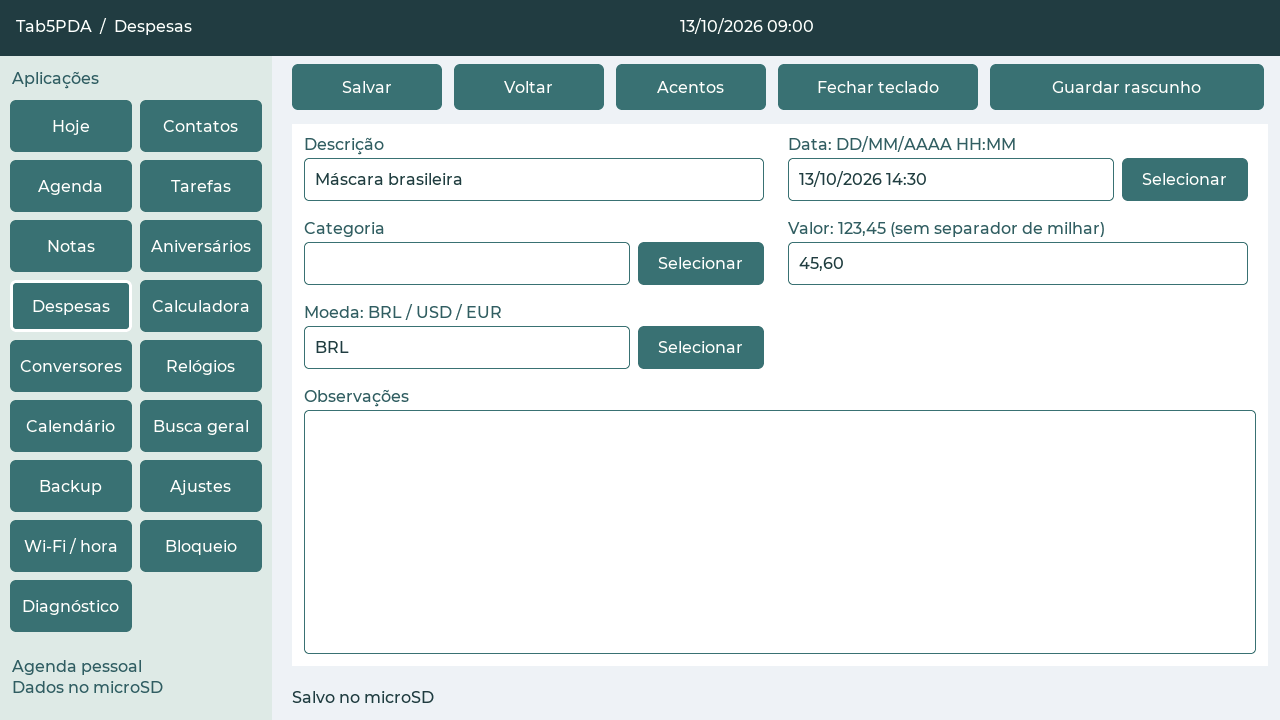 Tab5PDA / Despesas
13/10/2026 09:00
Aplicações
Hoje
Contatos
Agenda
Tarefas
Notas
Aniversários
Despesas
Calculadora
Conversores
Relógios
Calendário
Busca geral
Backup
Ajustes
Wi-Fi / hora
Bloqueio
Diagnóstico
Agenda pessoal
Dados no microSD
Salvar
Voltar
Acentos
Fechar teclado
Guardar rascunho
Descrição
Máscara brasileira
Data: DD/MM/AAAA HH:MM
13/10/2026 14:30
Selecionar
Categoria
Selecionar
Valor: 123,45 (sem separador de milhar)
45,60
Moeda: BRL / USD / EUR
BRL
Selecionar
Observações
Salvo no microSD